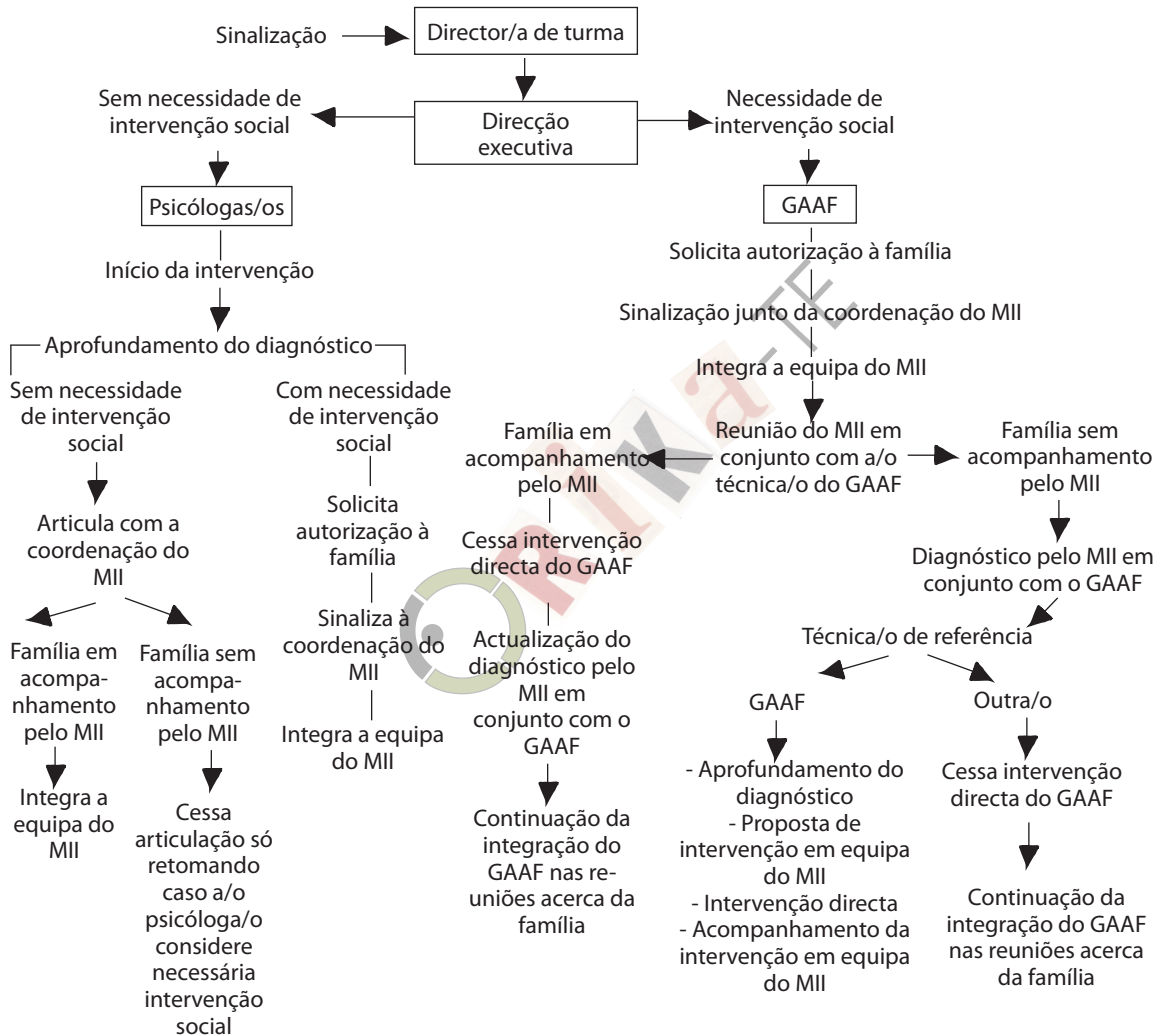 Sinalização
Director/a de turma
Sem necessidade de
intervenção social
Direcção
executiva
Necessidade de
intervenção social
Psicólogas/os
GAAF
Início da intervenção
Solicita autorização à família
Sinalização junto da coordenação do MII
Integra a equipa do MII
Aprofundamento do diagnóstico
Sem necessidade
de intervenção
social
Com necessidade
de intervenção
social
Articula com a
coordenação do
MII
Solicita
autorização à
família
Sinaliza à
coordenação do
MII
Integra a equipa
do MII
Família em
acompa-
nhamento
pelo MII
Família sem
acompa-
nhamento
pelo MII
Integra a
equipa do
MII
Cessa
articulação só
retomando
caso a/o
psicóloga/o
considere
necessária
intervenção
social
Família em
acompanhamento
pelo MII
Reunião do MII em
conjunto com a/o
técnica/o do GAAF
Família sem
acompanhamento
pelo MII
Cessa intervenção
directa do GAAF
Actualização do
diagnóstico pelo
MII em
conjunto com o
GAAF
Continuação da
integração do
GAAF nas re-
uniões acerca da
família
Diagnóstico pelo MII em
conjunto com o GAAF
Técnica/o de referência
GAAF
Outra/o
- Aprofundamento do
diagnóstico
- Proposta de
intervenção em equipa
do MII
- Intervenção directa
- Acompanhamento da
intervenção em equipa
do MII
Cessa intervenção
directa do GAAF
Continuação da
integração do GAAF
nas reuniões acerca
da família
ORiKa-TE